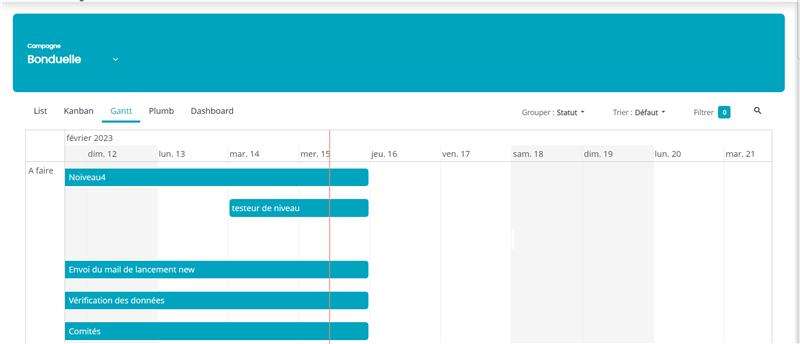 Campagne
Bonduelle
List Kanban Gantt Plumb Dashboard Grouper : Statut Trier : Défaut Filtrer 0
février 2023
dim. 12 lun. 13 mar. 14 mer. 15 jeu. 16 ven. 17 sam. 18 dim. 19 lun. 20 mar. 21
A faire
Noiveau4
testeur de niveau
Envoi du mail de lancement new
Vérification des données
Comités